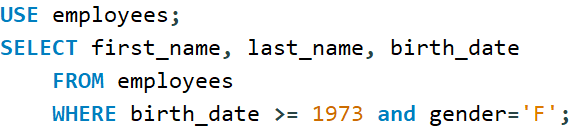 USE employees;
SELECT first_name, last_name, birth_date
FROM employees
WHERE birth_date >= 1973 and gender='F';